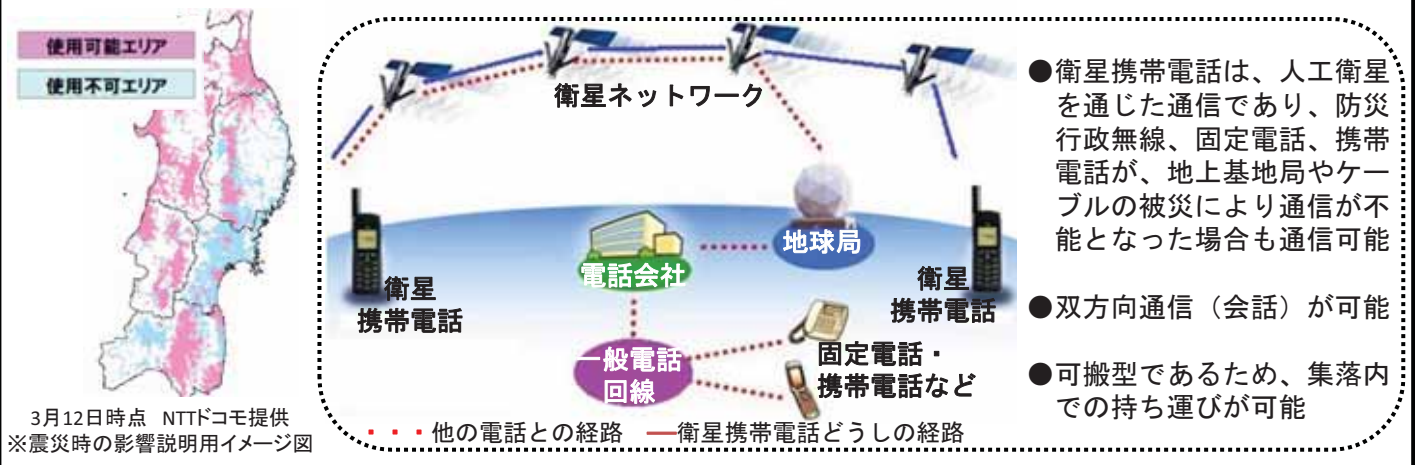 使用可能エリア
使用不可エリア
3月12日時点 NTTドコモ提供
※震災時の影響説明用イメージ図
衛星ネットワーク
地球局
電話会社
衛星
携帯電話
衛星
携帯電話
一般電話
回線
固定電話・
携帯電話など
・・・他の電話との経路 ―衛星携帯電話どうしの経路
●衛星携帯電話は、人工衛星
を通じた通信であり、防災
行政無線、固定電話、携帯
電話が、地上基地局やケー
ブルの被災により通信が不
能となった場合も通信可能
●双方向通信（会話）が可能
●可搬型であるため、集落内
での持ち運びが可能